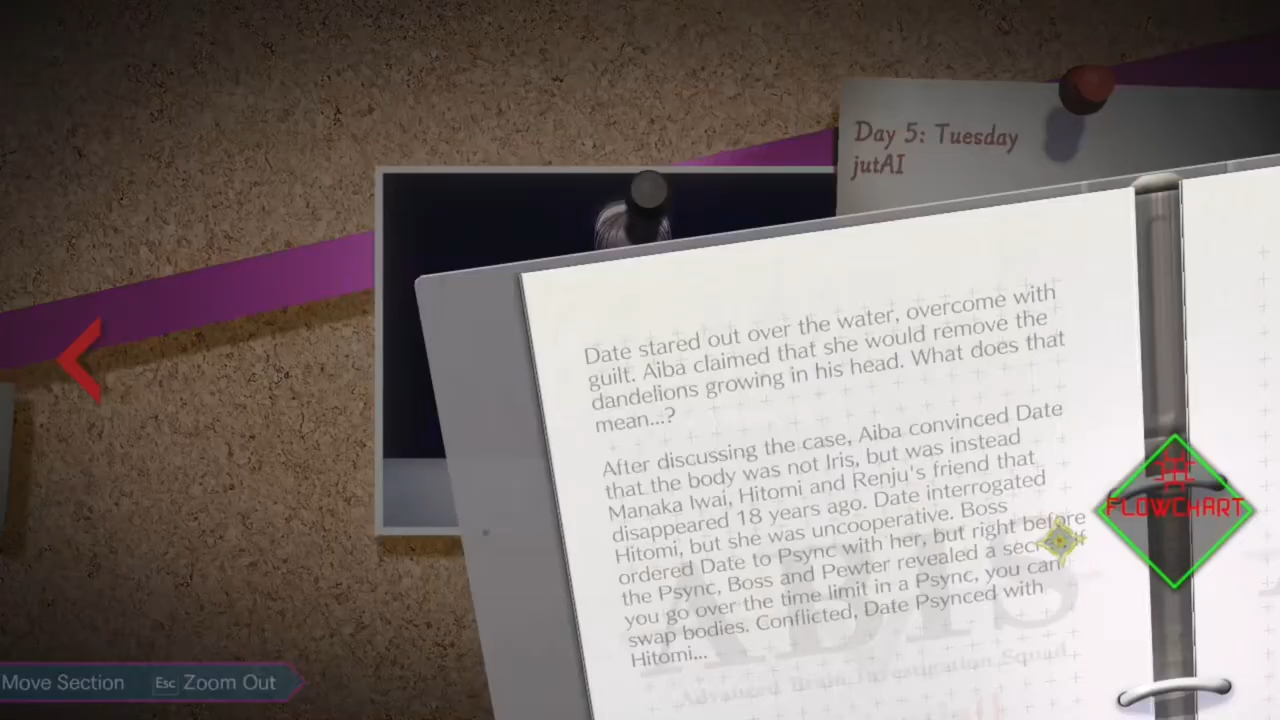 Day 5: Tuesday
jutAI
Date stared out over the water, overcome with
guilt. Aiba claimed that she would remove the
dandelions growing in his head. What does that
mean...?
After discussing the case, Aiba convinced Date
that the body was not Iris, but was instead
Manaka Iwai, Hitomi and Renju's friend that
disappeared 18 years ago. Date interrogated
Hitomi, but she was uncooperative. Boss
ordered Date to Psync with her, but right before
the Psync, Boss and Pewter revealed a
you go over the time limit in a Psync, you can
swap bodies. Conflicted, Date Psynced with
Hitomi...
FLOWCHART
ABIS
Advanced Brain Investigation Squad
Move Section Esc Zoom Out